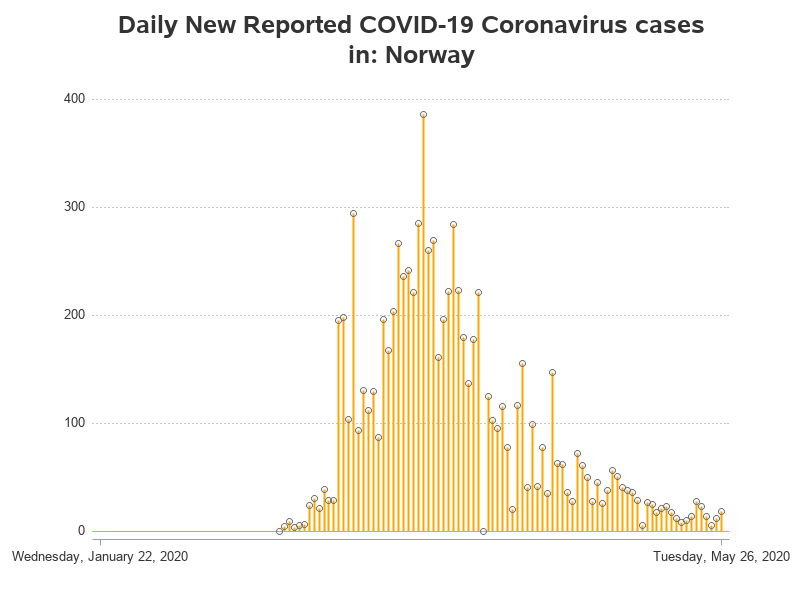 Daily New Reported COVID-19 Coronavirus cases
in: Norway
400
300
200
100
0
Wednesday, January 22, 2020 Tuesday, May 26, 2020